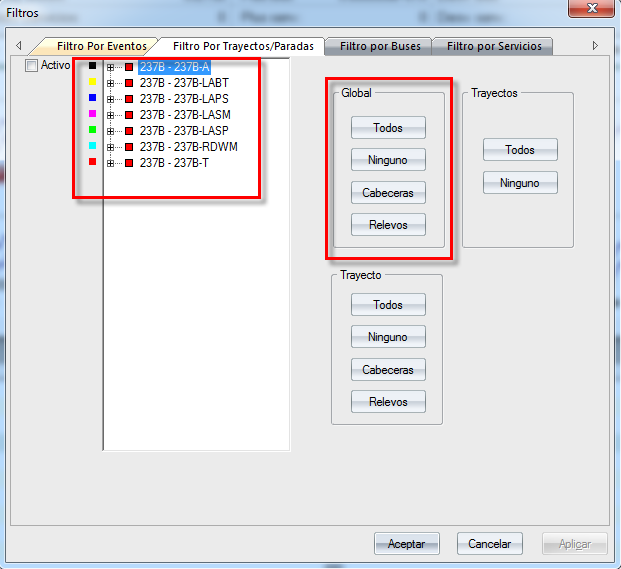 Filtros
Filtro Por Eventos
Filtro Por Trayectos/Paradas
Filtro por Buses
Filtro por Servicios
Activo
237B - 237B-A
237B - 237B-LABT
237B - 237B-LAPS
237B - 237B-LASM
237B - 237B-LASP
237B - 237B-RDWM
237B - 237B-T
Global
Todos
Ninguno
Cabeceras
Relevos
Trayectos
Todos
Ninguno
Trayecto
Todos
Ninguno
Cabeceras
Relevos
Aceptar
Cancelar
Aplicar